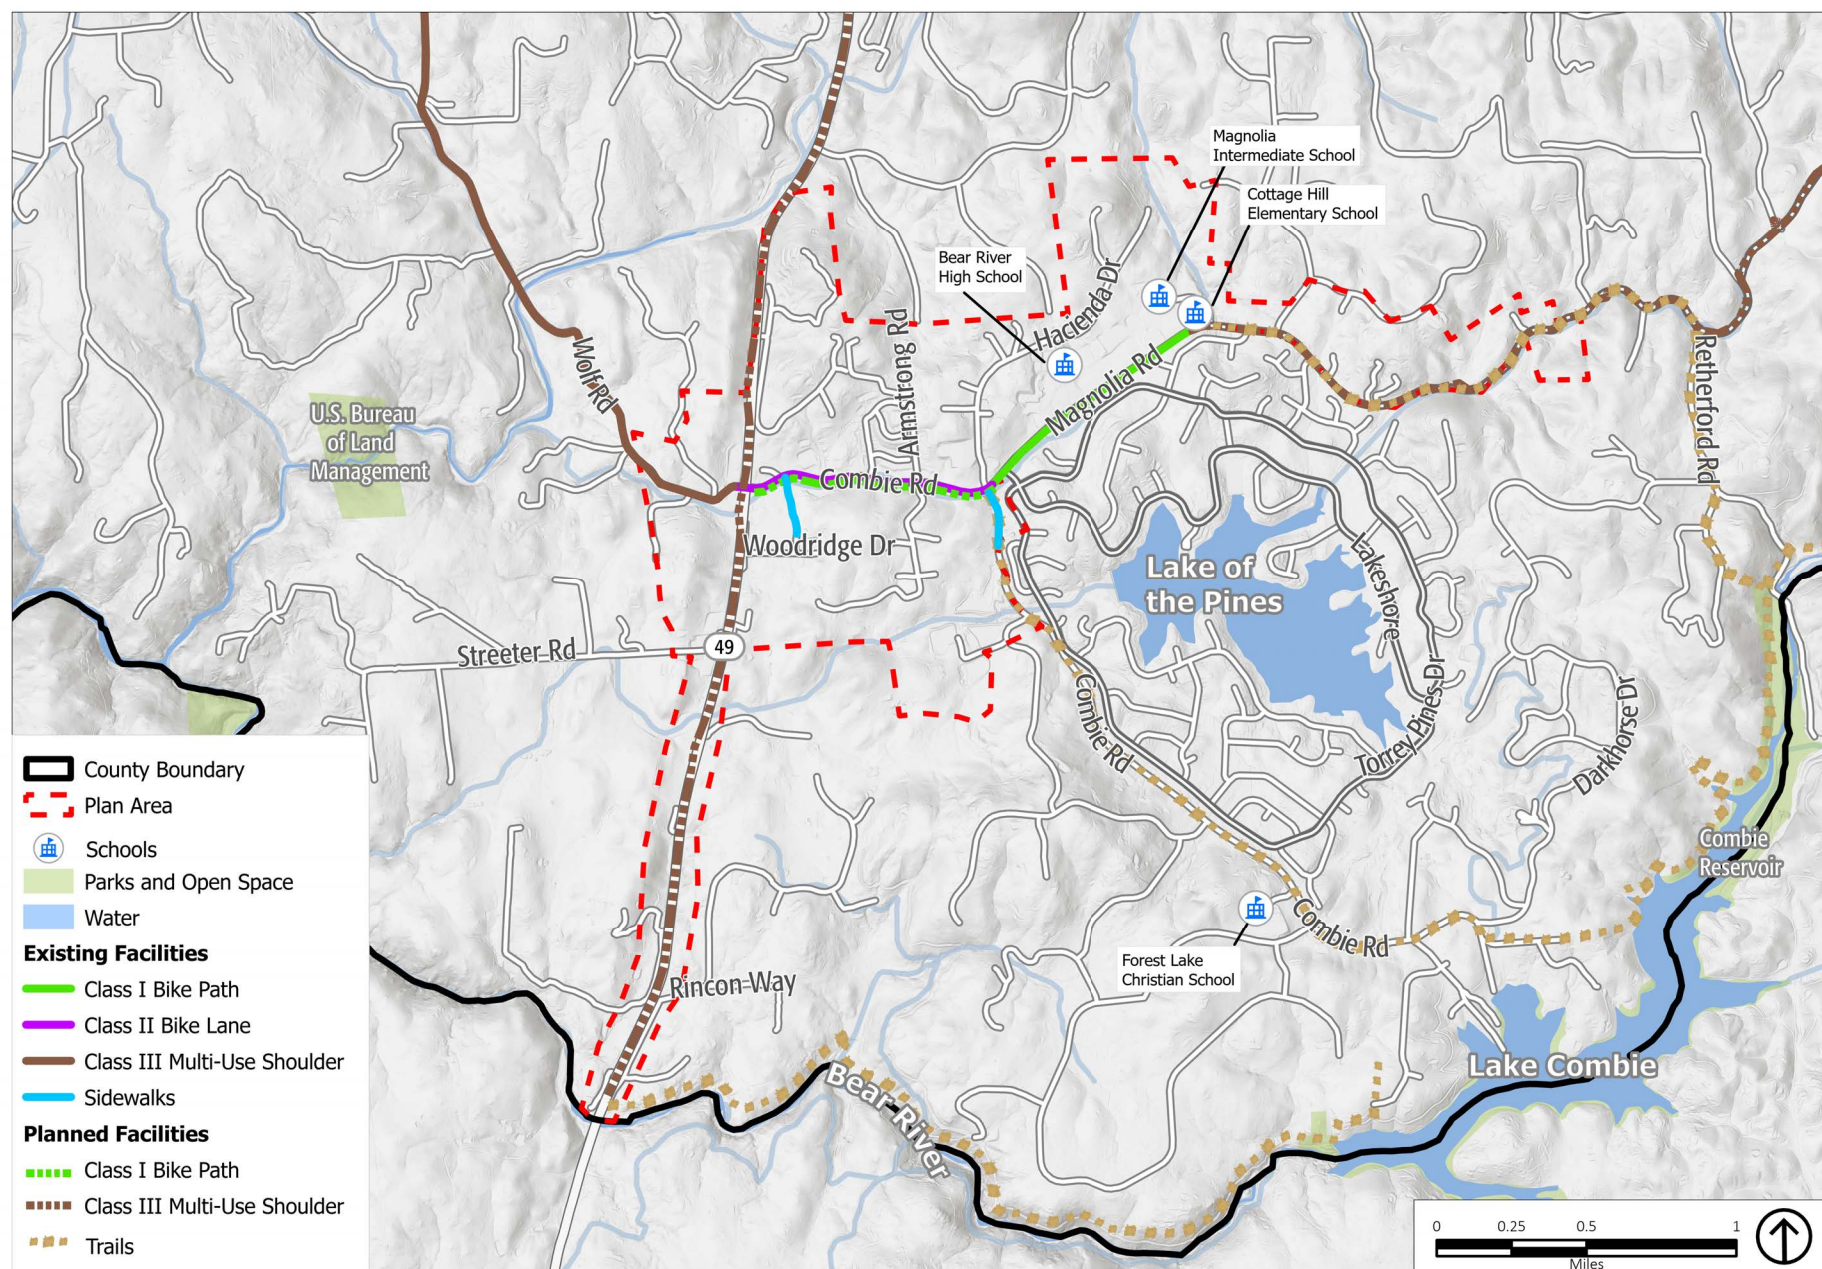 Magnolia
Intermediate School
Cottage Hill
Elementary School
Bear River
High School
Hacienda Dr
Armstrong Rd
Magnolia Rd
Wolf Rd
Retherford Rd
U.S. Bureau
of Land
Management
Combie Rd
Woodridge Dr
Lake of
the Pines
Lakeshore
Streeter Rd
49
Combie Rd
Torrey Pines Dr
Darkhorse Dr
Combie
Reservoir
Combie Rd
Forest Lake
Christian School
Rincon Way
Lake Combie
Bear River
County Boundary
Plan Area
Schools
Parks and Open Space
Water
Existing Facilities
Class I Bike Path
Class II Bike Lane
Class III Multi-Use Shoulder
Sidewalks
Planned Facilities
Class I Bike Path
Class III Multi-Use Shoulder
Trails
0 0.25 0.5 1
Miles